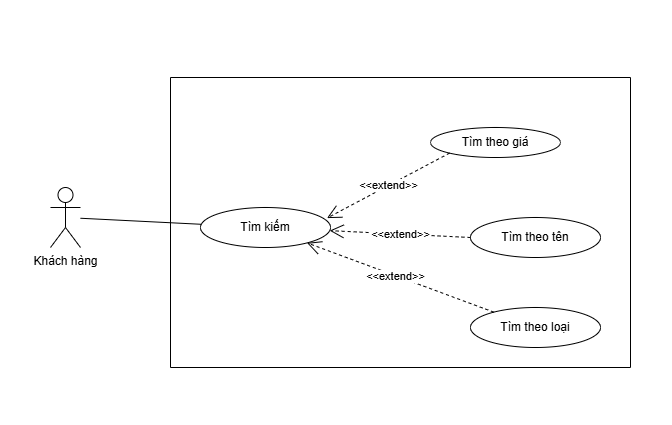 Tìm theo giá
<<extend>>
Tìm kiếm
<<extend>>
Tìm theo tên
Khách hàng
<<extend>>
Tìm theo loại